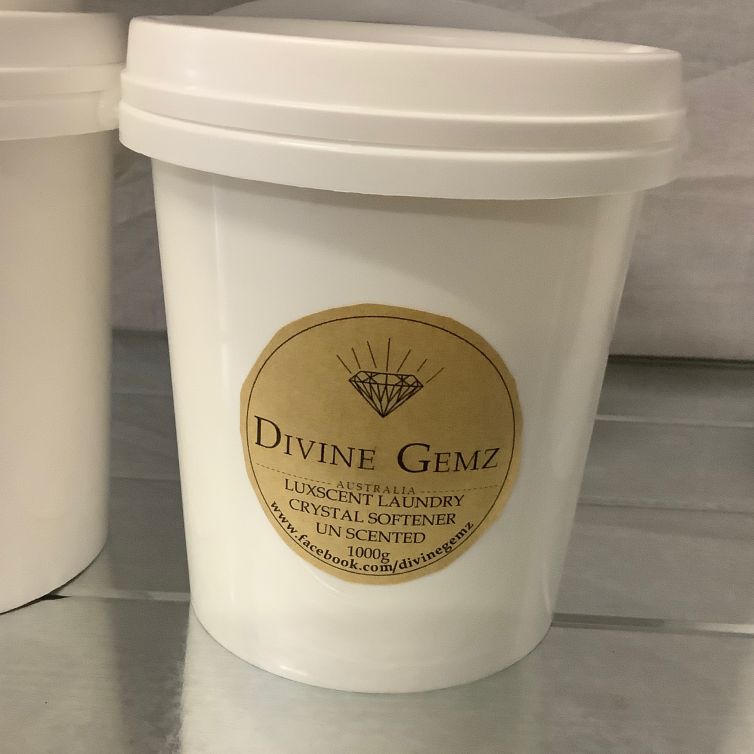 DIVINE GEMZ
AUSTRALIA
LUXSCENT LAUNDRY
CRYSTAL SOFTENER
UN SCENTED
1000g
www.facebook.com/divinegemz